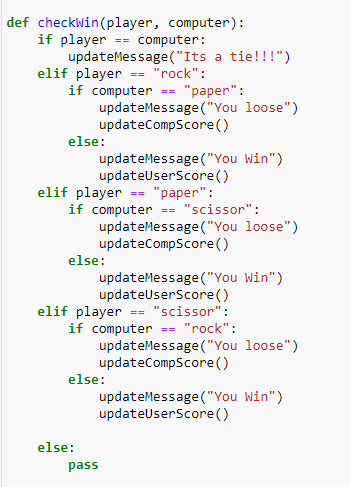 def checkWin(player, computer):
    if player == computer:
        updateMessage("Its a tie!!!")
    elif player == "rock":
        if computer == "paper":
            updateMessage("You loose")
            updateCompScore()
        else:
            updateMessage("You Win")
            updateUserScore()
    elif player == "paper":
        if computer == "scissor":
            updateMessage("You loose")
            updateCompScore()
        else:
            updateMessage("You Win")
            updateUserScore()
    elif player == "scissor":
        if computer == "rock":
            updateMessage("You loose")
            updateCompScore()
        else:
            updateMessage("You Win")
            updateUserScore()

    else:
        pass